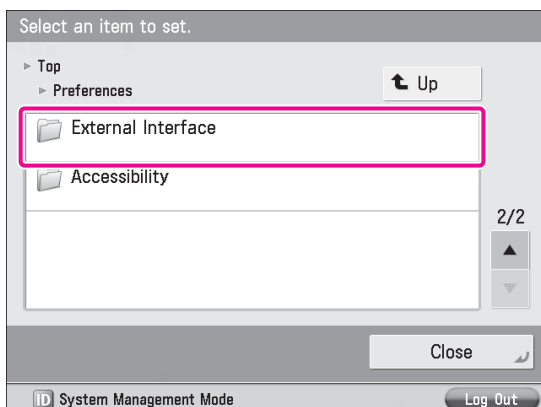 Select an item to set.
Top
Preferences
Up
External Interface
Accessibility
2/2
Close
ID System Management Mode
Log Out